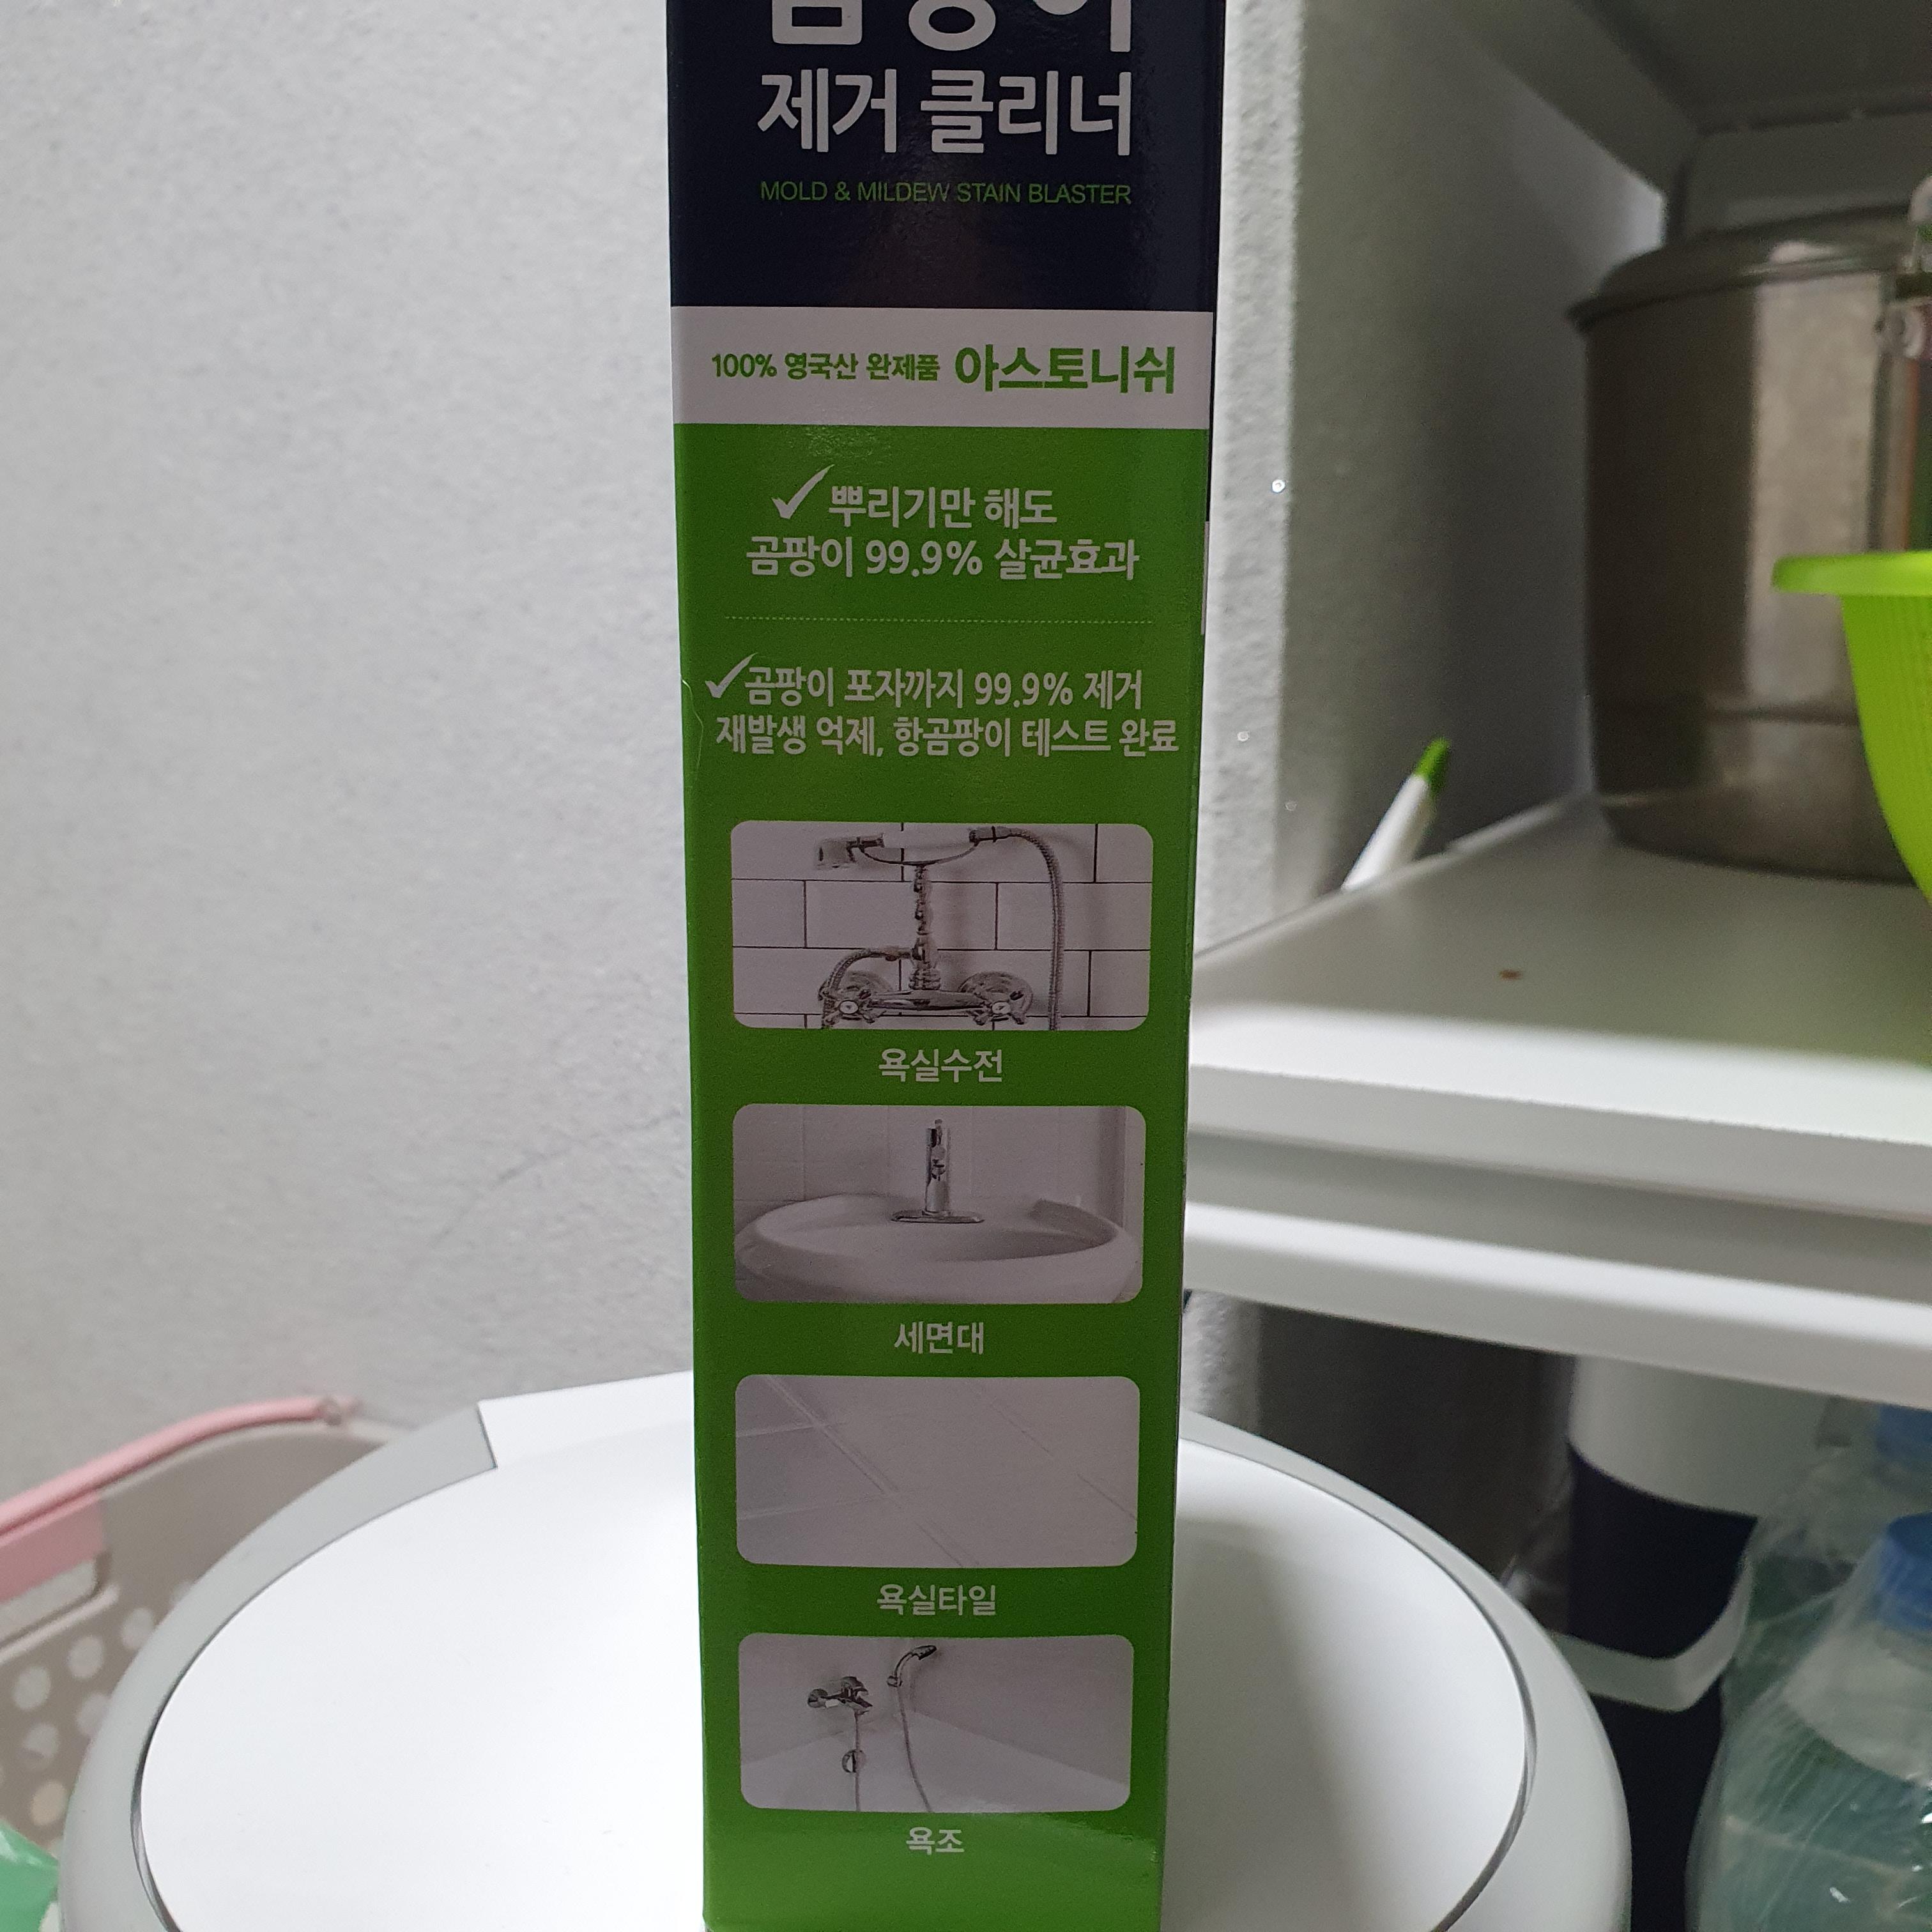 곰팡이
제거 클리너
MOLD & MILDEW STAIN BLASTER
100% 영국산 완제품 아스토니쉬
뿌리기만 해도
곰팡이 99.9% 살균효과
곰팡이 포자까지 99.9% 제거
재발생 억제, 항곰팡이 테스트 완료
욕실수전
세면대
욕실타일
욕조